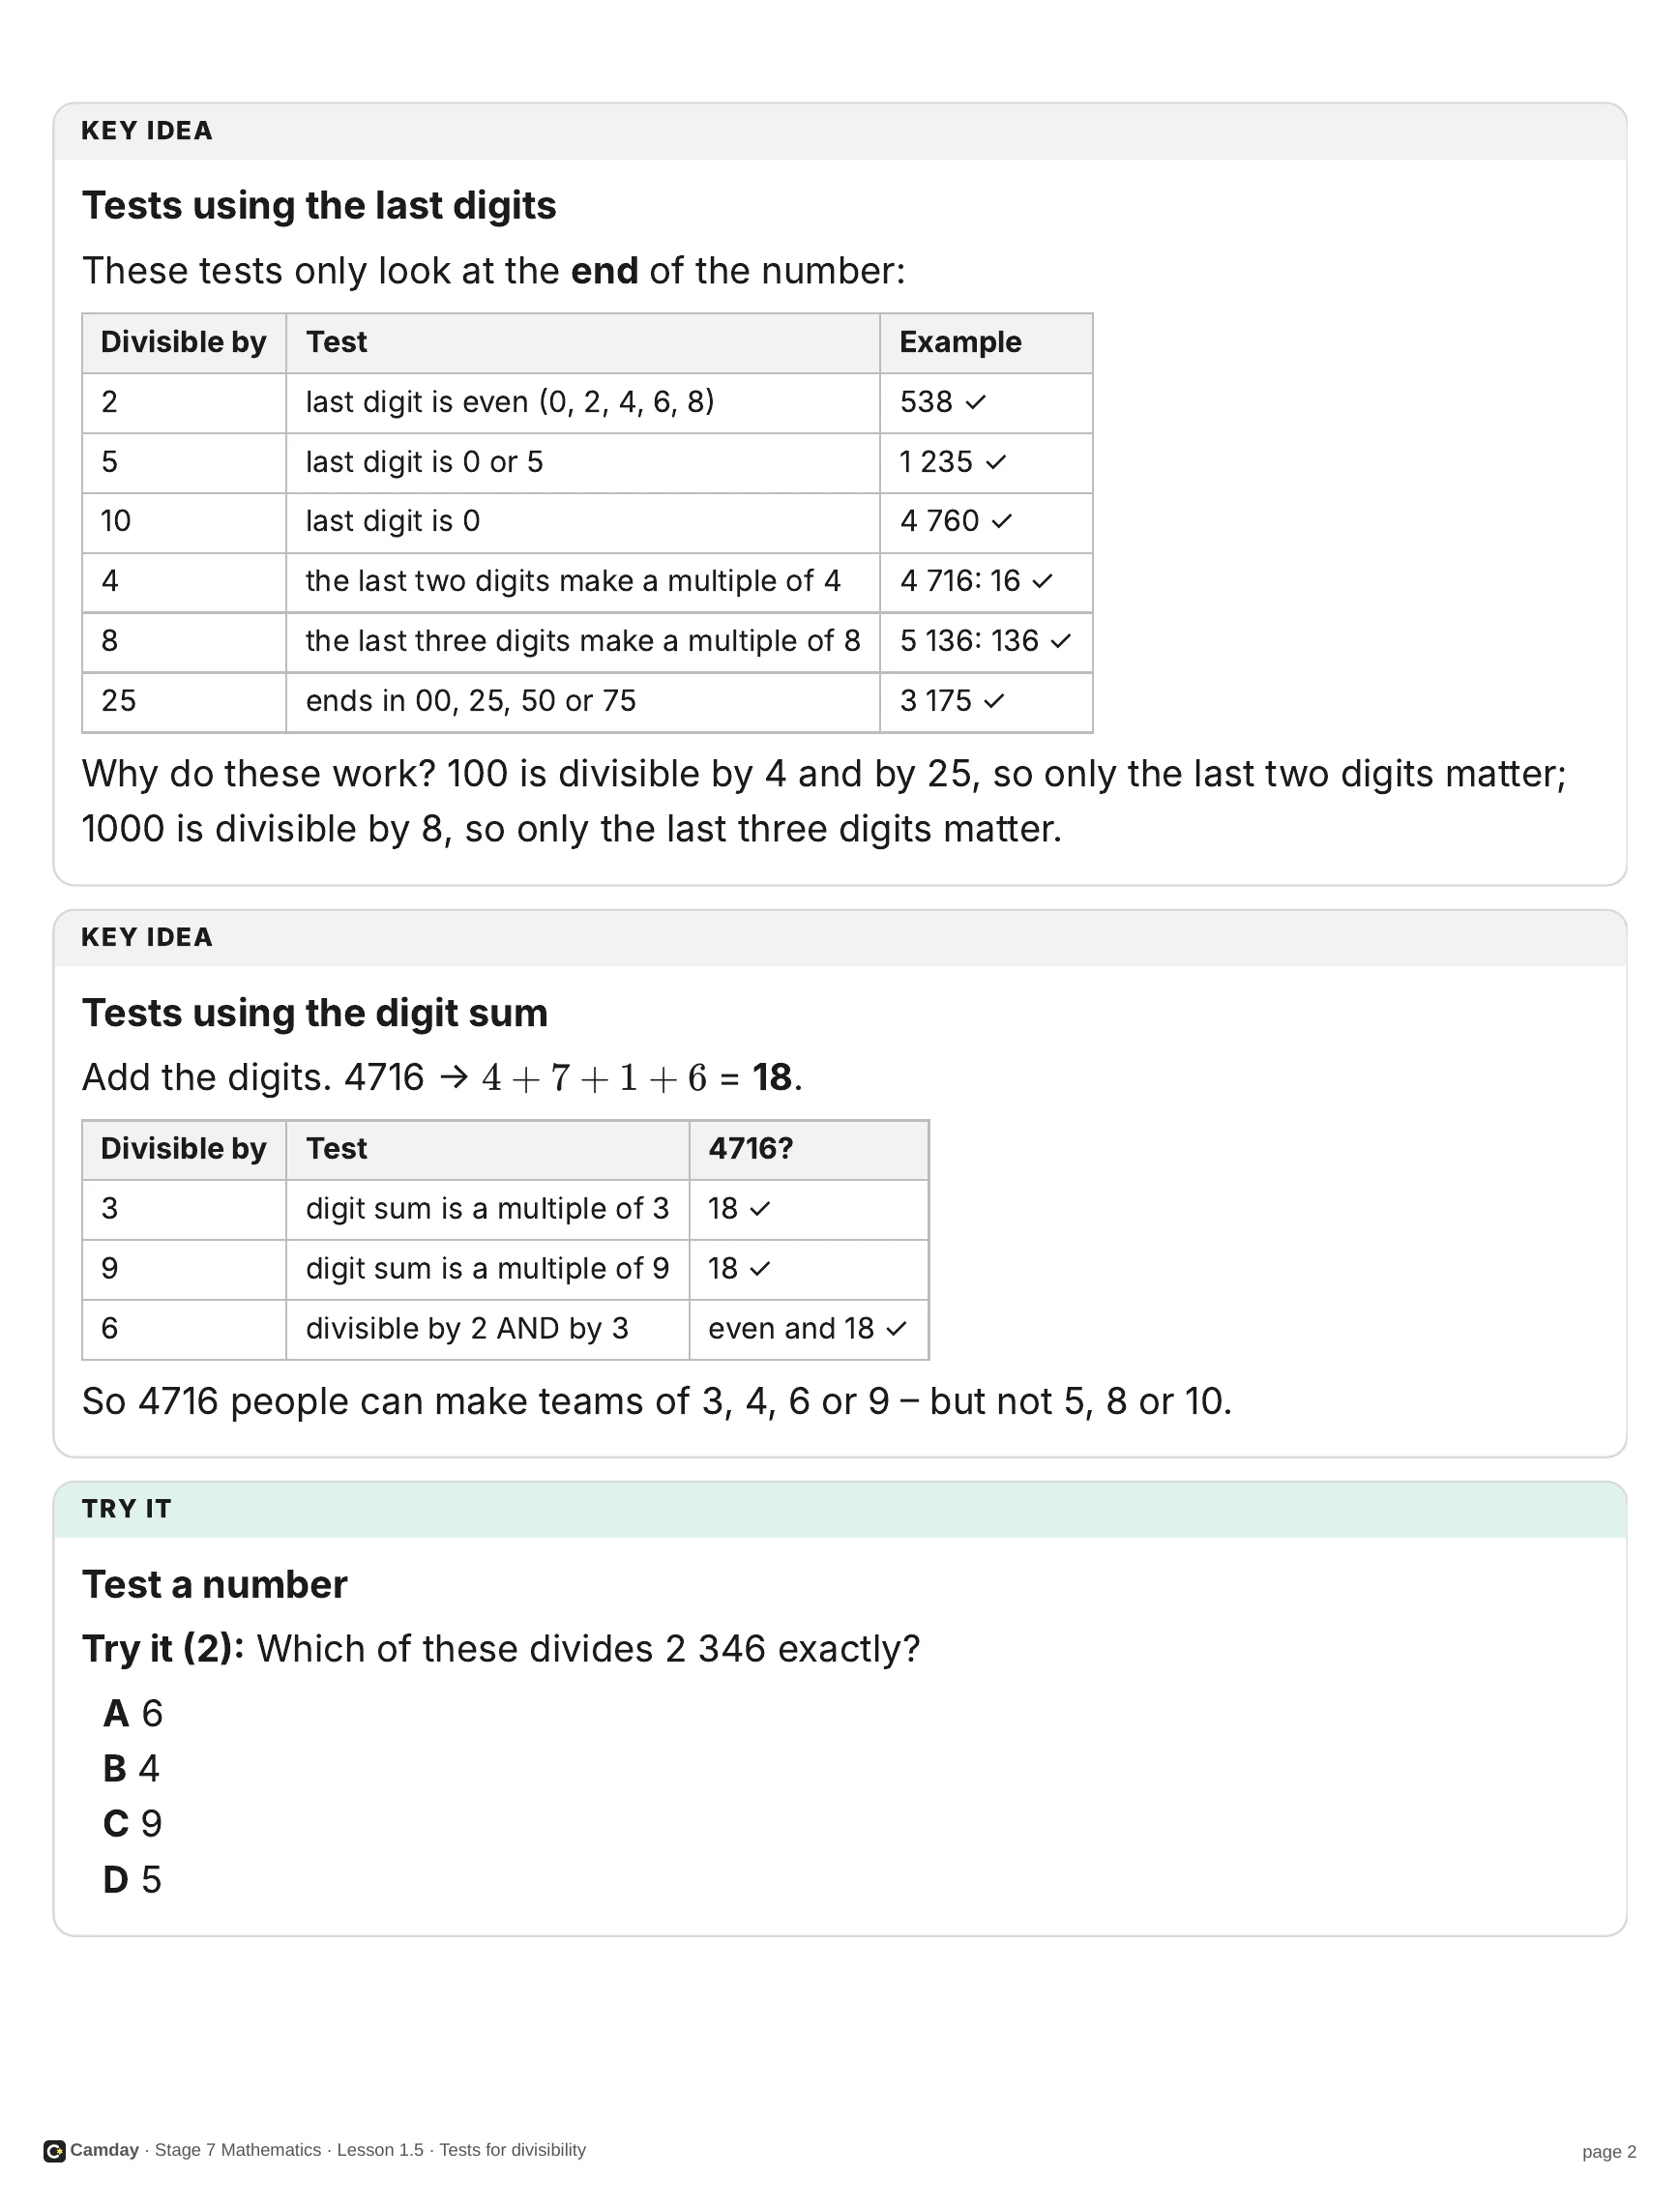 KEY IDEA
Tests using the last digits
These tests only look at the end of the number:
Divisible by Test Example
2 last digit is even (0, 2, 4, 6, 8) 538 ✓
5 last digit is 0 or 5 1 235 ✓
10 last digit is 0 4 760 ✓
4 the last two digits make a multiple of 4 4 716: 16 ✓
8 the last three digits make a multiple of 8 5 136: 136 ✓
25 ends in 00, 25, 50 or 75 3 175 ✓
Why do these work? 100 is divisible by 4 and by 25, so only the last two digits matter;
1000 is divisible by 8, so only the last three digits matter.
KEY IDEA
Tests using the digit sum
Add the digits. 4716 → 4 + 7 + 1 + 6 = 18.
Divisible by Test 4716?
3 digit sum is a multiple of 3 18 ✓
9 digit sum is a multiple of 9 18 ✓
6 divisible by 2 AND by 3 even and 18 ✓
So 4716 people can make teams of 3, 4, 6 or 9 – but not 5, 8 or 10.
TRY IT
Test a number
Try it (2): Which of these divides 2 346 exactly?
A 6
B 4
C 9
D 5
Camday · Stage 7 Mathematics · Lesson 1.5 · Tests for divisibility page 2